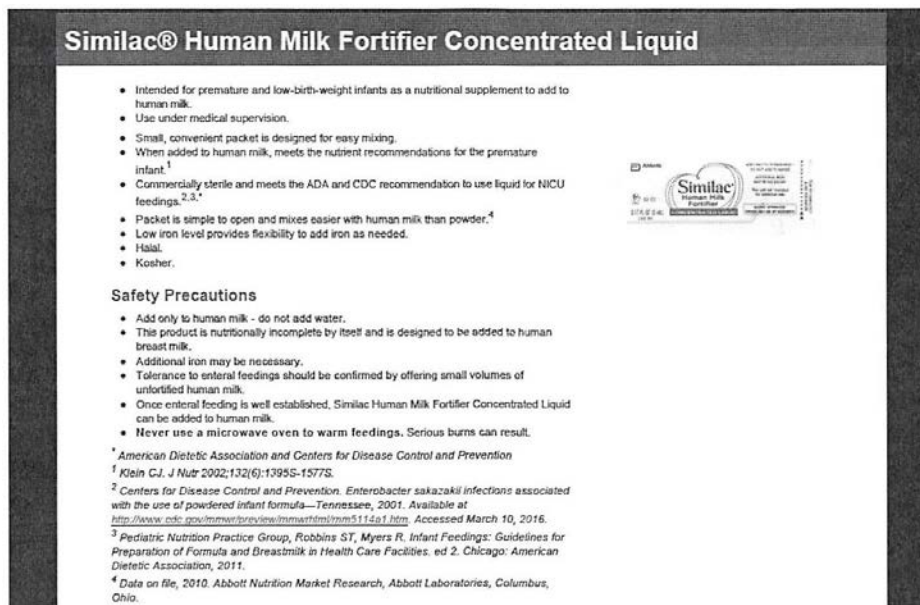 Similac® Human Milk Fortifier Concentrated Liquid
• Intended for premature and low-birth-weight infants as a nutritional supplement to add to
human milk.
• Use under medical supervision.
• Small, convenient packet is designed for easy mixing.
• When added to human milk, meets the nutrient recommendations for the premature
infant.1
• Commercially sterile and meets the ADA and CDC recommendation to use liquid for NICU
feedings.2,3,*
• Packet is simple to open and mixes easier with human milk than powder.4
• Low iron level provides flexibility to add iron as needed.
• Halal.
• Kosher.
Abbott
Similac
Human Milk
Fortifier
CONCENTRATED LIQUID
Safety Precautions
• Add only to human milk - do not add water.
• This product is nutritionally incomplete by itself and is designed to be added to human
breast milk.
• Additional iron may be necessary.
• Tolerance to enteral feedings should be confirmed by offering small volumes of
unfortified human milk.
• Once enteral feeding is well established, Similac Human Milk Fortifier Concentrated Liquid
can be added to human milk.
• Never use a microwave oven to warm feedings. Serious burns can result.
* American Dietetic Association and Centers for Disease Control and Prevention
1 Klein CJ. J Nutr 2002;132(6):1395S-1577S.
2 Centers for Disease Control and Prevention. Enterobacter sakazakii infections associated
with the use of powdered infant formula—Tennessee, 2001. Available at
http://www.cdc.gov/mmwr/preview/mmwrhtml/mm5114a1.htm. Accessed March 10, 2016.
3 Pediatric Nutrition Practice Group, Robbins ST, Myers R. Infant Feedings: Guidelines for
Preparation of Formula and Breastmilk in Health Care Facilities. ed 2. Chicago: American
Dietetic Association, 2011.
4 Data on file, 2010. Abbott Nutrition Market Research, Abbott Laboratories, Columbus,
Ohio.